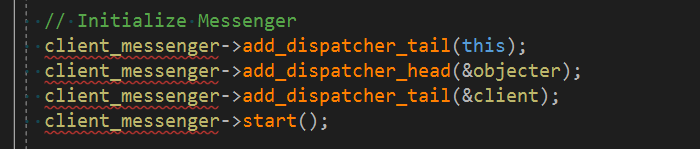 // Initialize Messenger
client_messenger->add_dispatcher_tail(this);
client_messenger->add_dispatcher_head(&objecter);
client_messenger->add_dispatcher_tail(&client);
client_messenger->start();